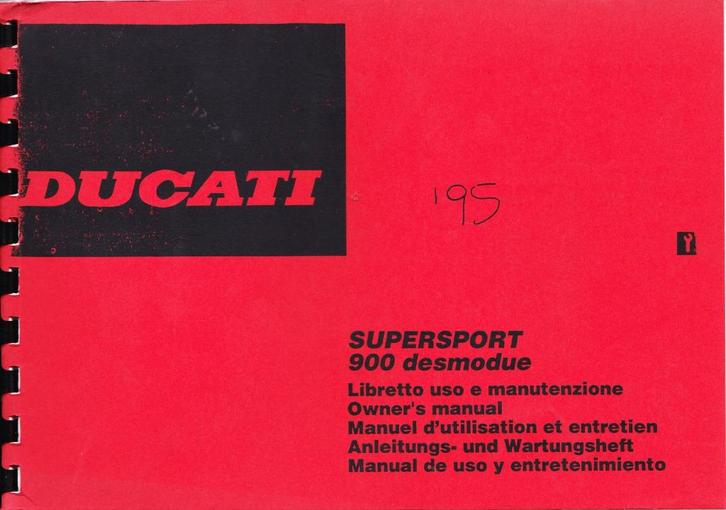 DUCATI
'95
SUPERSPORT
900 desmodue
Libretto uso e manutenzione
Owner's manual
Manuel d'utilisation et entretien
Anleitungs- und Wartungsheft
Manual de uso y entretenimiento